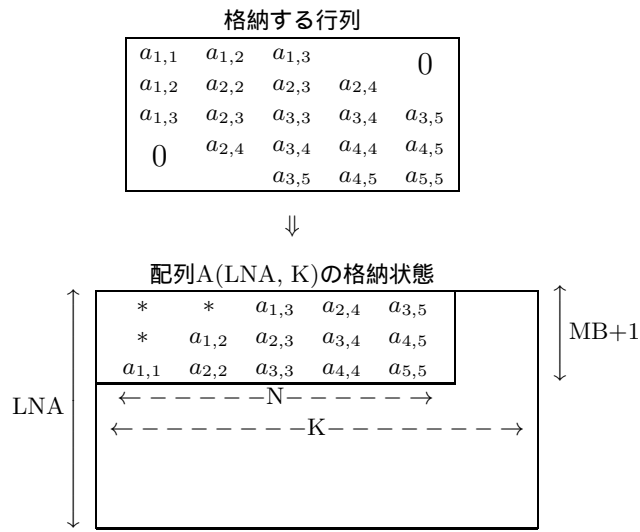 格納する行列
a1,1 a1,2 a1,3 0
a1,2 a2,2 a2,3 a2,4
a1,3 a2,3 a3,3 a3,4 a3,5
0 a2,4 a3,4 a4,4 a4,5
a3,5 a4,5 a5,5
⇓
配列A(LNA, K)の格納状態
* * a1,3 a2,4 a3,5
* a1,2 a2,3 a3,4 a4,5
MB+1
a1,1 a2,2 a3,3 a4,4 a5,5
N
LNA
K